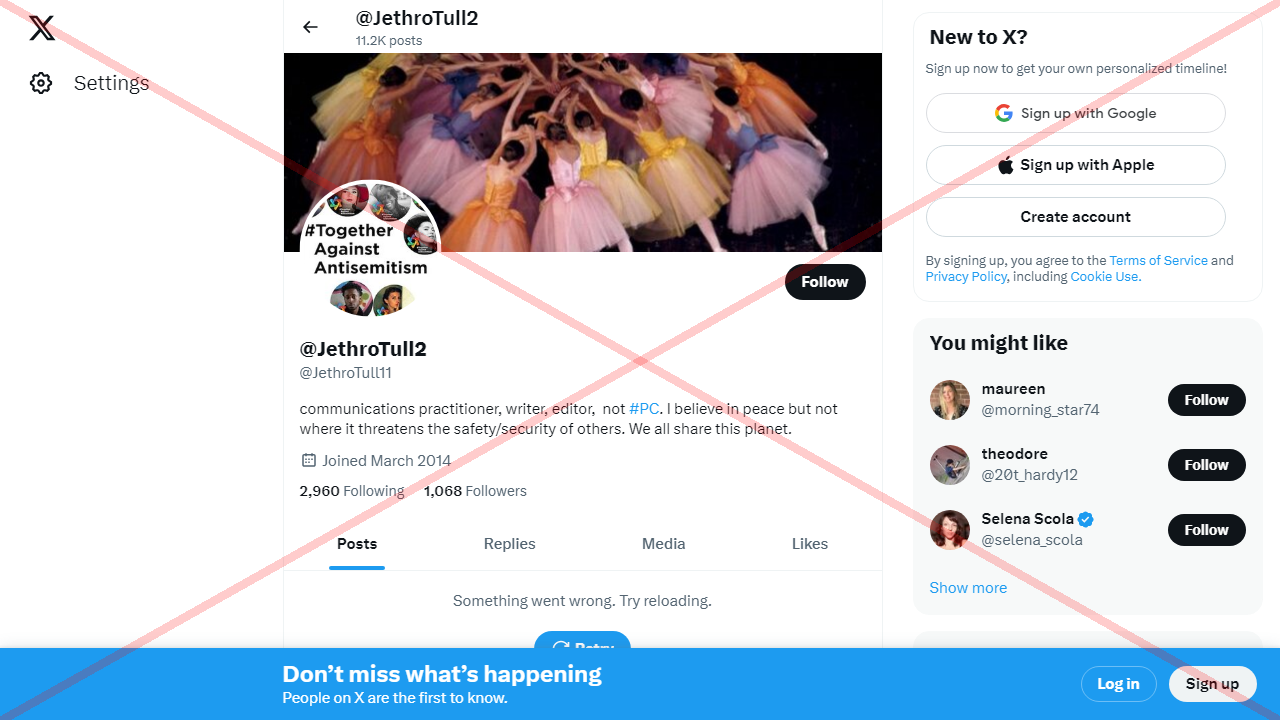 Settings
@JethroTull2
11.2K posts
#Together
Against
Antisemitism
Follow
@JethroTull2
@JethroTull11
communications practitioner, writer, editor, not #PC. I believe in peace but not
where it threatens the safety/security of others. We all share this planet.
Joined March 2014
2,960 Following 1,068 Followers
Posts Replies Media Likes
Something went wrong. Try reloading.
Retry
New to X?
Sign up now to get your own personalized timeline!
Sign up with Google
Sign up with Apple
Create account
By signing up, you agree to the Terms of Service and
Privacy Policy, including Cookie Use.
You might like
maureen
@morning_star74
Follow
theodore
@20t_hardy12
Follow
Selena Scola
@selena_scola
Follow
Show more
Don’t miss what’s happening
People on X are the first to know.
Log in
Sign up